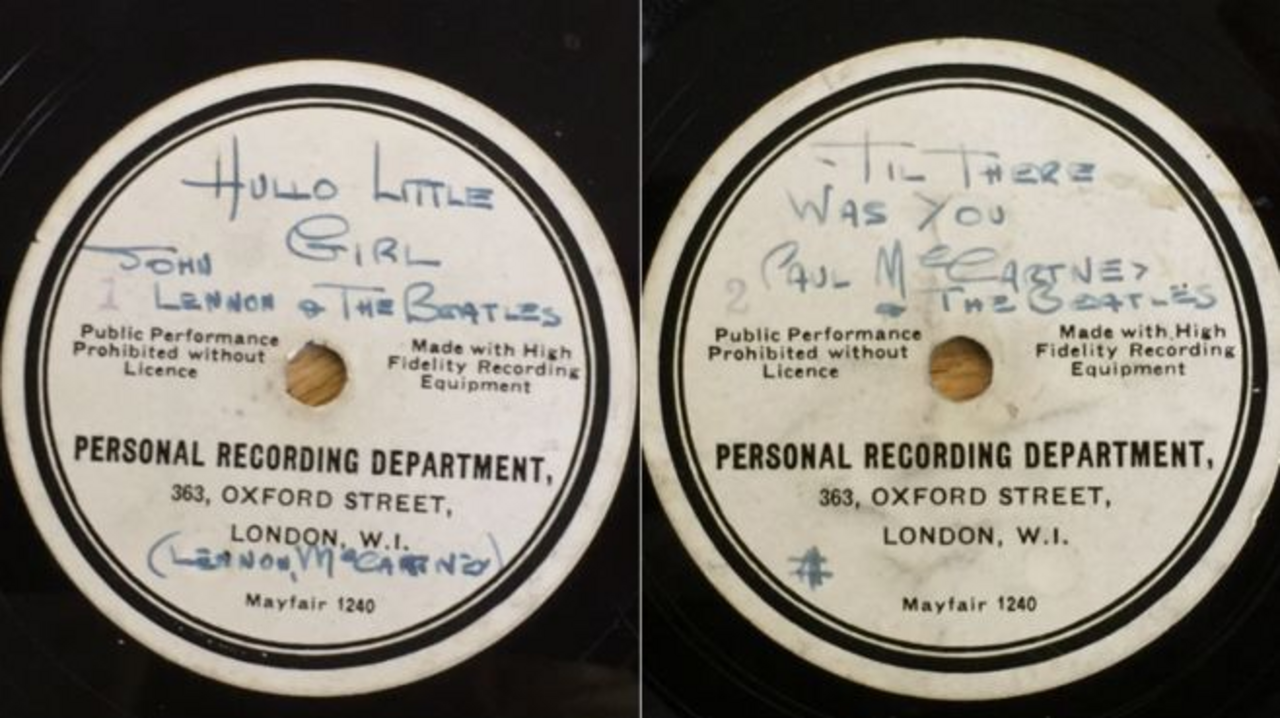 HULLO LITTLE
GIRL
JOHN
1 LENNON & THE BEATLES
Public Performance
Prohibited without
Licence
Made with High
Fidelity Recording
Equipment
PERSONAL RECORDING DEPARTMENT,
363, OXFORD STREET,
LONDON, W.I.
(LENNON, McCARTNEY)
Mayfair 1240
'TIL THERE
WAS YOU
PAUL McCARTNEY
2 & THE BEATLES
Public Performance
Prohibited without
Licence
Made with High
Fidelity Recording
Equipment
PERSONAL RECORDING DEPARTMENT,
363, OXFORD STREET,
LONDON, W.I.
#
Mayfair 1240